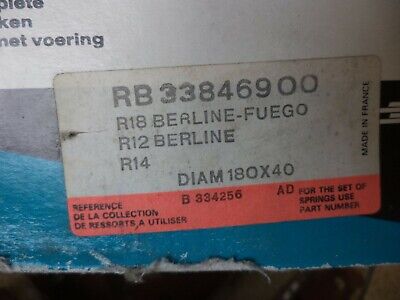 plete
ken
met voering
RB 33846900
R18 BERLINE-FUEGO
R12 BERLINE
R14
DIAM 180X40
MADE IN FRANCE
REFERENCE
DE LA COLLECTION
DE RESSORTS A UTILISER
B 334256 AD
FOR THE SET OF
SPRINGS USE
PART NUMBER